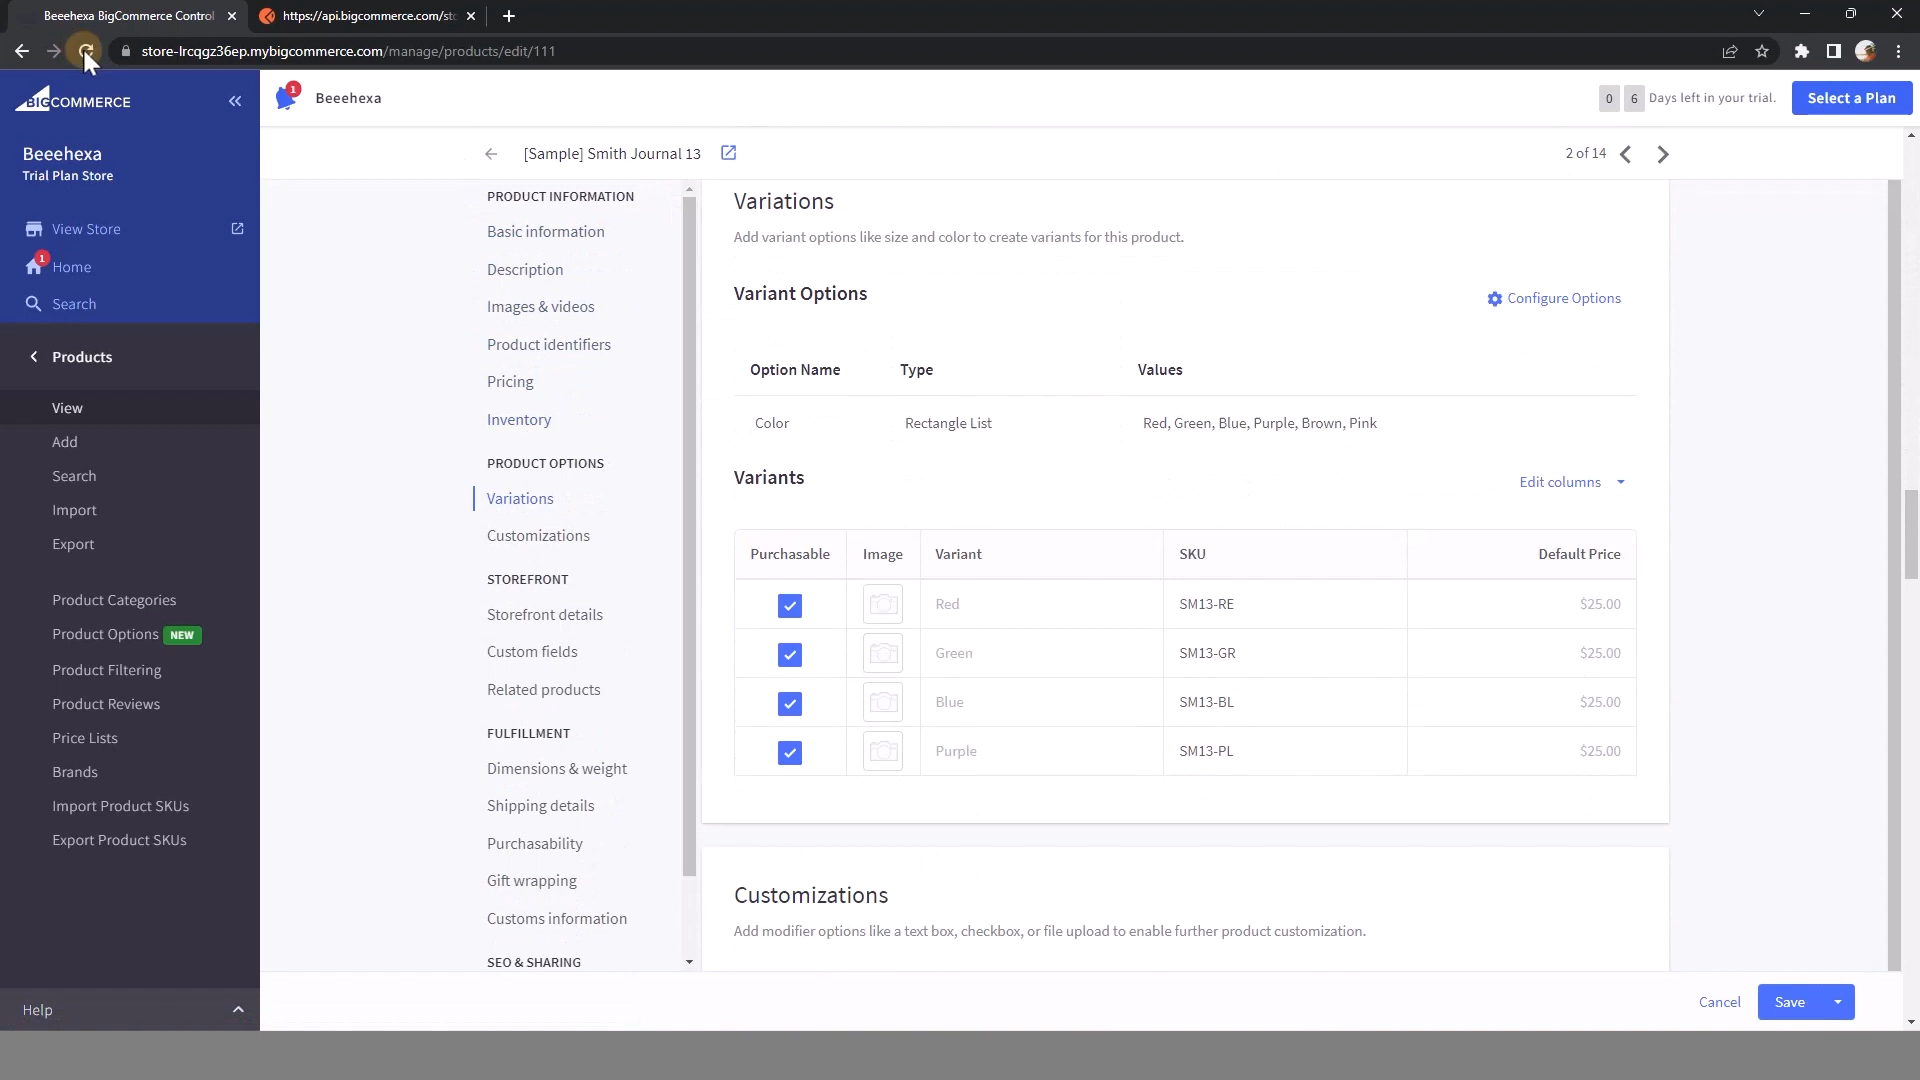 Beeehexa BigCommerce Control
https://api.bigcommerce.com/sto
store-lrcqgz36ep.mybigcommerce.com/manage/products/edit/111
BIGCOMMERCE
1
Beeehexa
0 6 Days left in your trial.
Select a Plan
Beeehexa
Trial Plan Store
View Store
1
Home
Search
Products
View
Add
Search
Import
Export
Product Categories
Product Options NEW
Product Filtering
Product Reviews
Price Lists
Brands
Import Product SKUs
Export Product SKUs
Help
[Sample] Smith Journal 13
2 of 14
PRODUCT INFORMATION
Basic information
Description
Images & videos
Product identifiers
Pricing
Inventory
PRODUCT OPTIONS
Variations
Customizations
STOREFRONT
Storefront details
Custom fields
Related products
FULFILLMENT
Dimensions & weight
Shipping details
Purchasability
Gift wrapping
Customs information
SEO & SHARING
Variations
Add variant options like size and color to create variants for this product.
Variant Options
Configure Options
Option Name Type Values
Color Rectangle List Red, Green, Blue, Purple, Brown, Pink
Variants
Edit columns
Purchasable Image Variant SKU Default Price
Red SM13-RE $25.00
Green SM13-GR $25.00
Blue SM13-BL $25.00
Purple SM13-PL $25.00
Customizations
Add modifier options like a text box, checkbox, or file upload to enable further product customization.
Cancel
Save